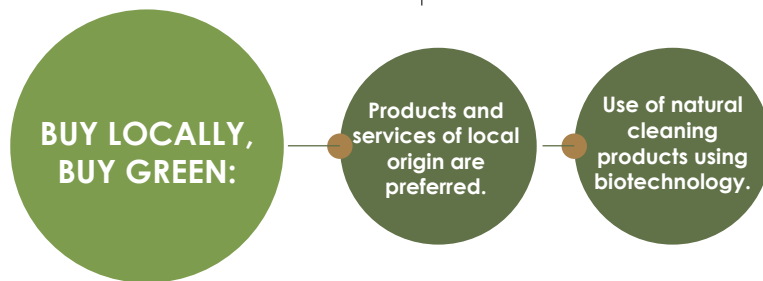 BUY LOCALLY,
BUY GREEN:
Products and
services of local
origin are
preferred.
Use of natural
cleaning
products using
biotechnology.